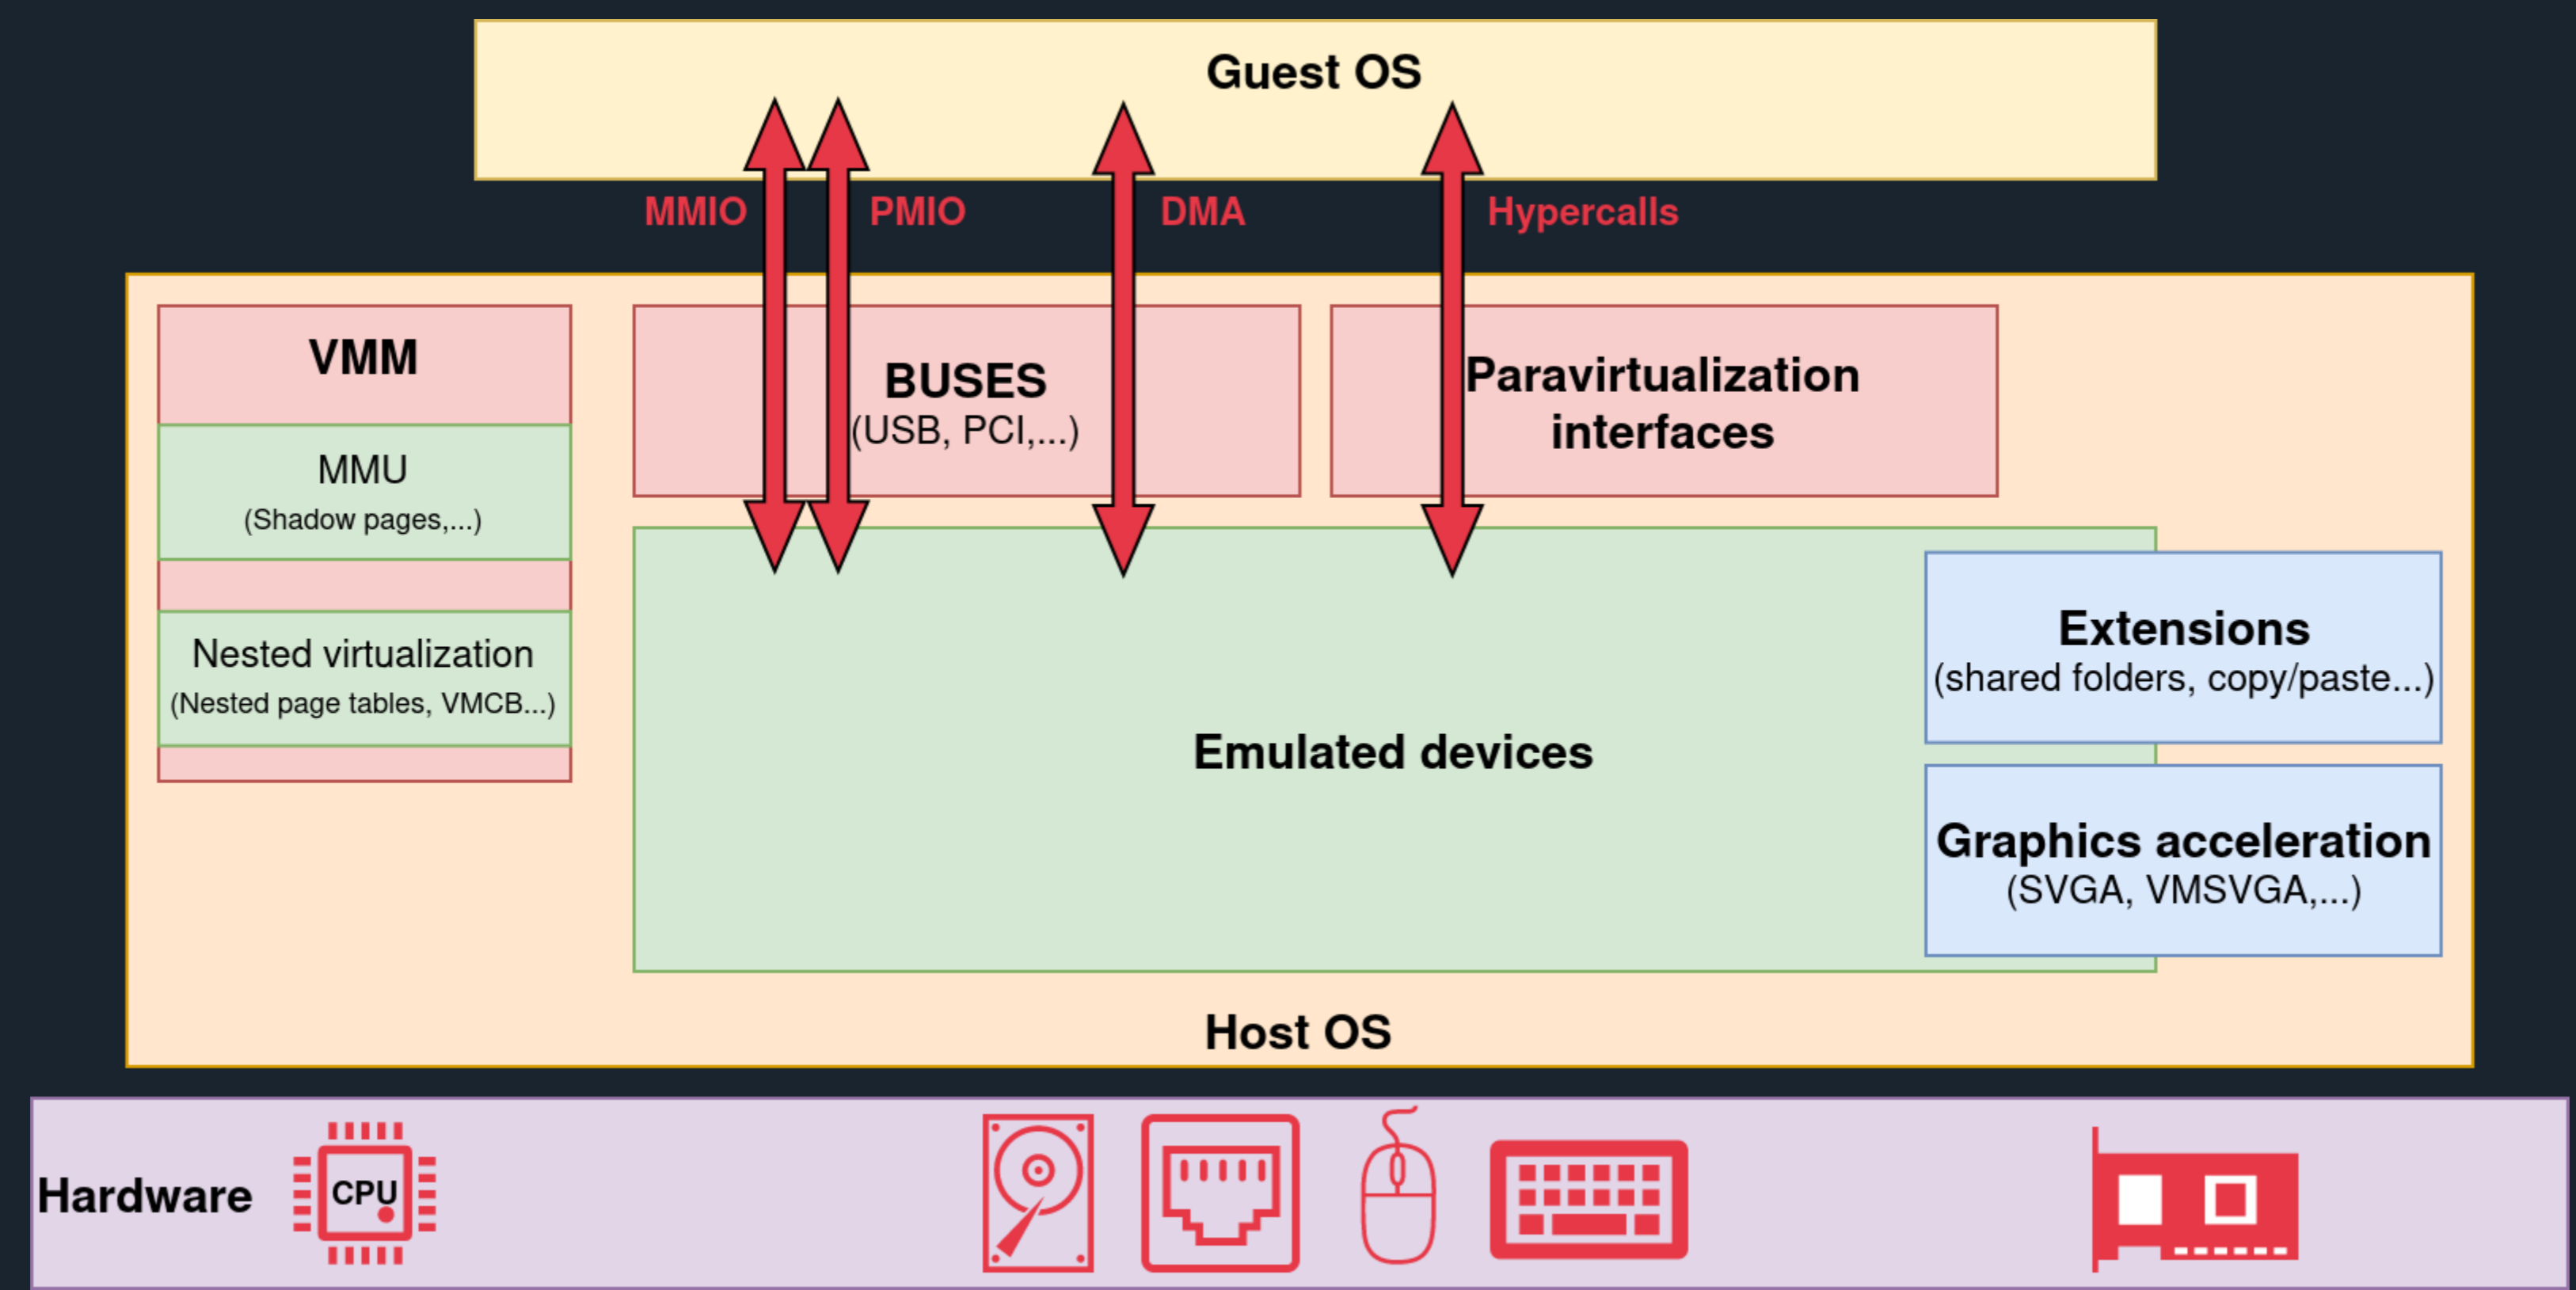 Guest OS
MMIO
PMIO
DMA
Hypercalls
VMM
MMU
(Shadow pages,...)
Nested virtualization
(Nested page tables, VMCB...)
BUSES
(USB, PCI,...)
Paravirtualization
interfaces
Emulated devices
Extensions
(shared folders, copy/paste...)
Graphics acceleration
(SVGA, VMSVGA,...)
Host OS
Hardware
CPU